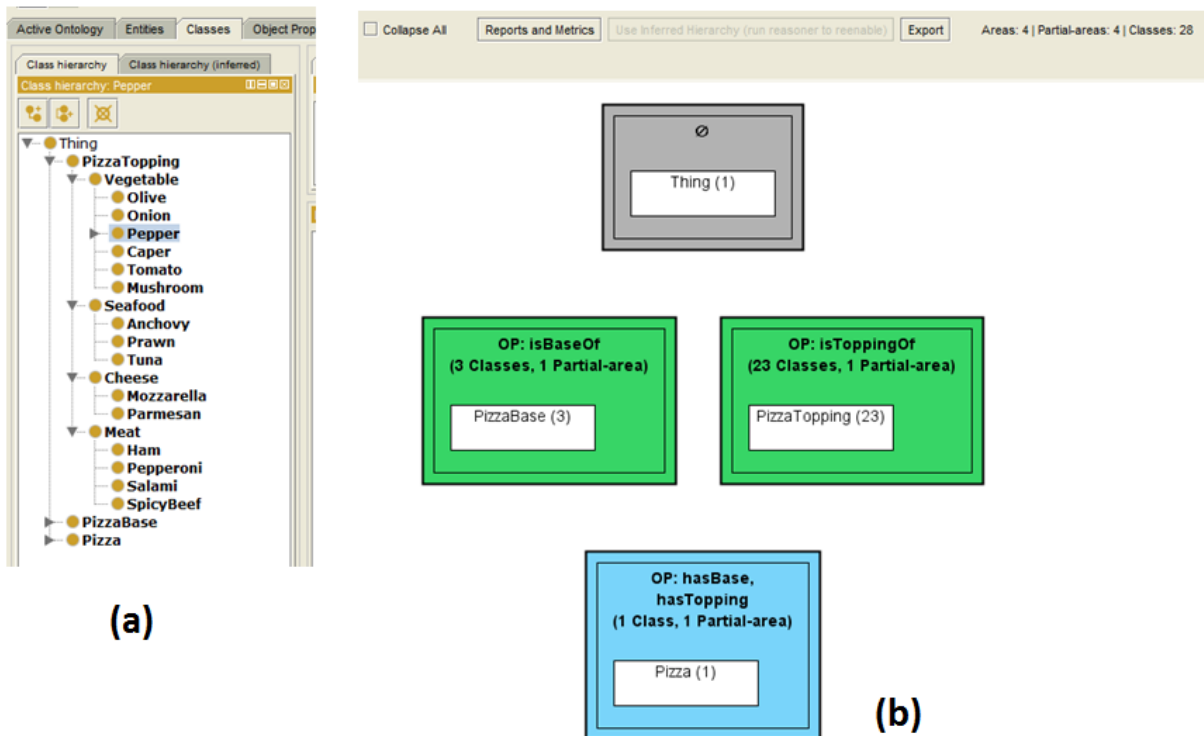 Active Ontology Entities Classes Object Prop
Class hierarchy Class hierarchy (inferred)
Class hierarchy: Pepper
Thing
PizzaTopping
Vegetable
Olive
Onion
Pepper
Caper
Tomato
Mushroom
Seafood
Anchovy
Prawn
Tuna
Cheese
Mozzarella
Parmesan
Meat
Ham
Pepperoni
Salami
SpicyBeef
PizzaBase
Pizza
(a)
Collapse All Reports and Metrics Use Inferred Hierarchy (run reasoner to reenable) Export Areas: 4 | Partial-areas: 4 | Classes: 28
∅
Thing (1)
OP: isBaseOf
(3 Classes, 1 Partial-area)
PizzaBase (3)
OP: isToppingOf
(23 Classes, 1 Partial-area)
PizzaTopping (23)
OP: hasBase,
hasTopping
(1 Class, 1 Partial-area)
Pizza (1)
(b)